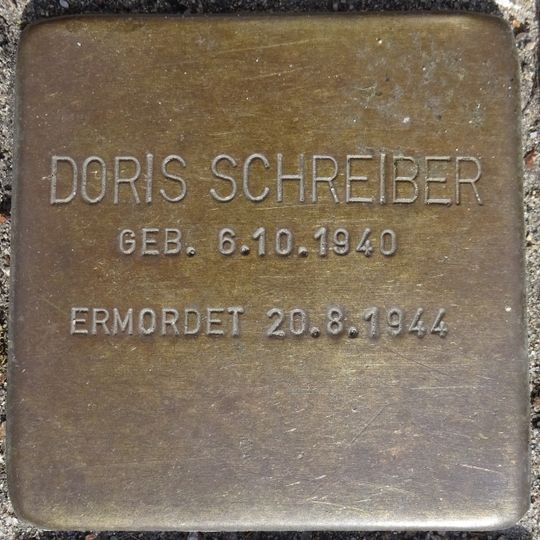 DORIS SCHREIBER
GEB. 6.10.1940
ERMORDET 20.8.1944